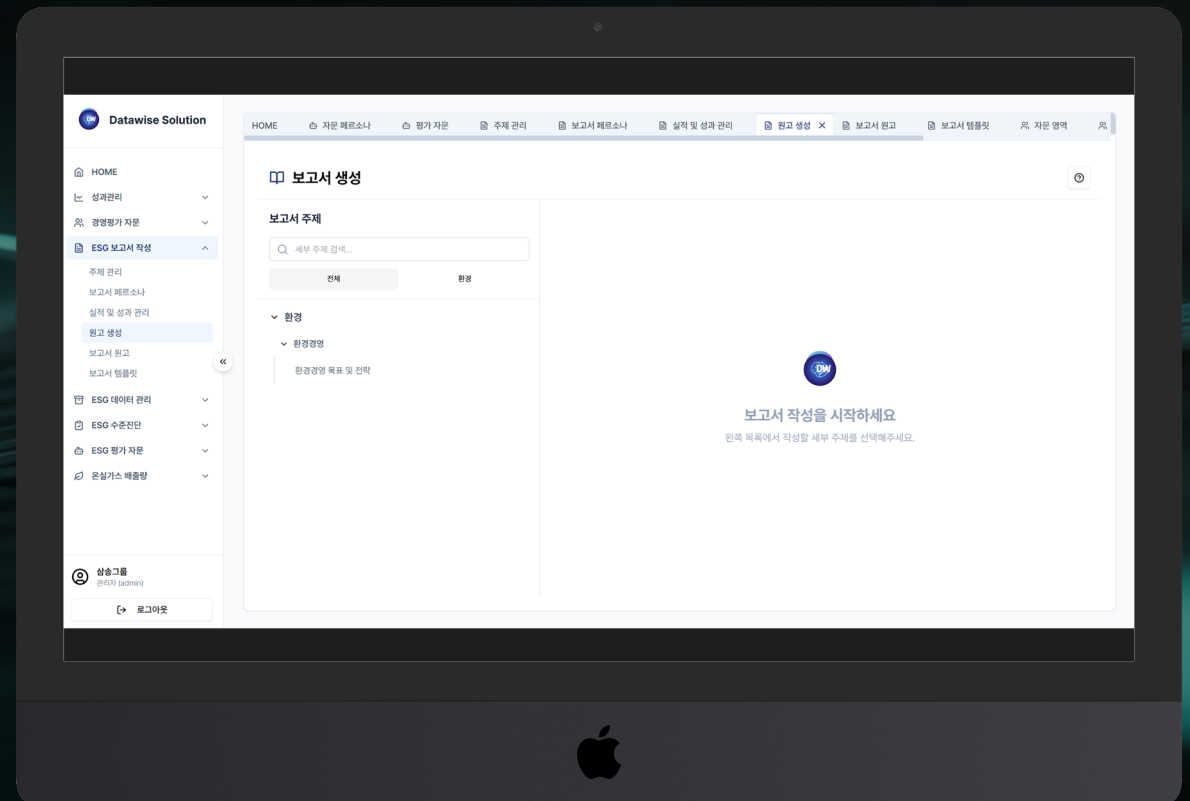 DW Datawise Solution
HOME
성과관리
경영평가 자문
ESG 보고서 작성
주제 관리
보고서 페르소나
실적 및 성과 관리
원고 생성
보고서 원고
보고서 템플릿
ESG 데이터 관리
ESG 수준진단
ESG 평가 자문
온실가스 배출량
삼송그룹
관리자 (admin)
로그아웃
HOME 자문 페르소나 평가 자문 주제 관리 보고서 페르소나 실적 및 성과 관리 원고 생성 보고서 원고 보고서 템플릿 자문 영역
보고서 생성
보고서 주제
세부 주제 검색...
전체 환경
환경
환경경영
환경경영 목표 및 전략
DW
보고서 작성을 시작하세요
왼쪽 목록에서 작성할 세부 주제를 선택해주세요.